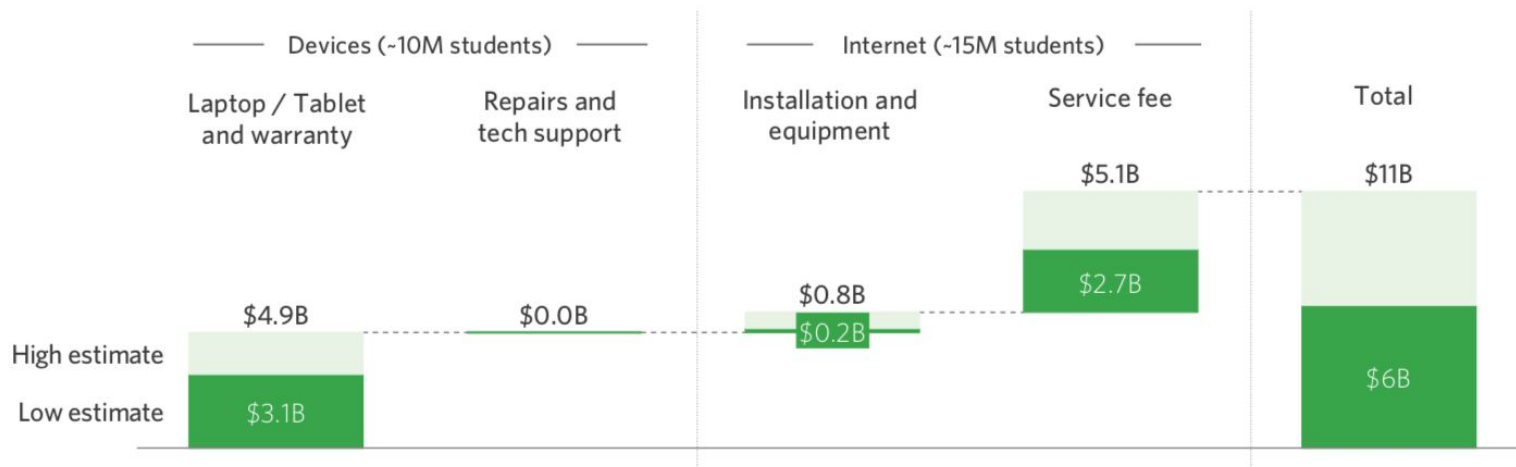 Devices (~10M students)
Internet (~15M students)
Laptop / Tablet
and warranty
Repairs and
tech support
Installation and
equipment
Service fee
Total
$5.1B
$11B
$2.7B
$0.8B
$0.2B
$4.9B
$0.0B
High estimate
$6B
Low estimate
$3.1B